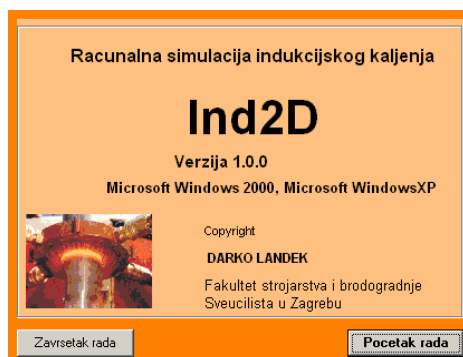 Racunalna simulacija indukcijskog kaljenja
Ind2D
Verzija 1.0.0
Microsoft Windows 2000, Microsoft WindowsXP
Copyright
DARKO LANDEK
Fakultet strojarstva i brodogradnje
Sveucilista u Zagrebu
Zavrsetak rada
Pocetak rada